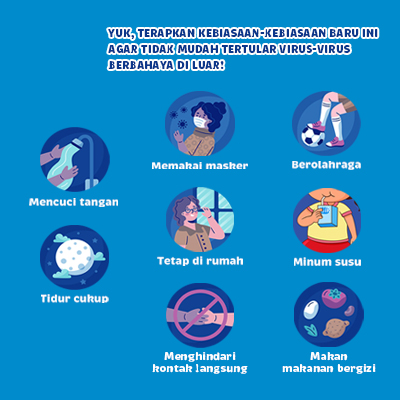 YUK, TERAPKAN KEBIASAAN-KEBIASAAN BARU INI
AGAR TIDAK MUDAH TERTULAR VIRUS-VIRUS
BERBAHAYA DI LUAR!
Mencuci tangan
Tidur cukup
Memakai masker
Tetap di rumah
Menghindari
kontak langsung
Berolahraga
Minum susu
Makan
makanan bergizi